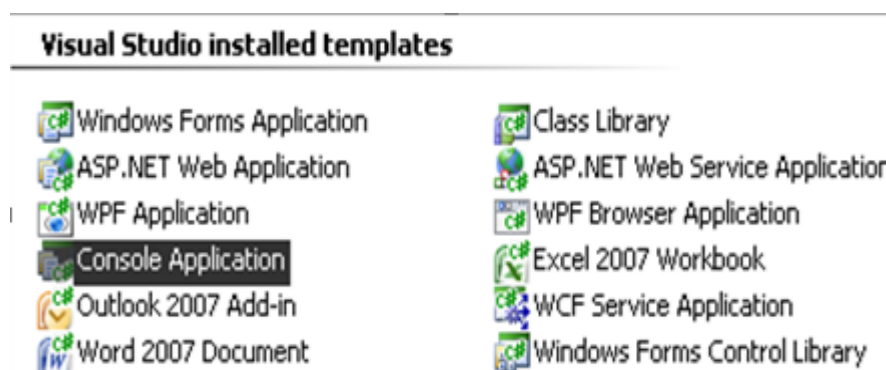 Visual Studio installed templates
Windows Forms Application
Class Library
ASP.NET Web Application
ASP.NET Web Service Application
WPF Application
WPF Browser Application
Console Application
Excel 2007 Workbook
Outlook 2007 Add-in
WCF Service Application
Word 2007 Document
Windows Forms Control Library